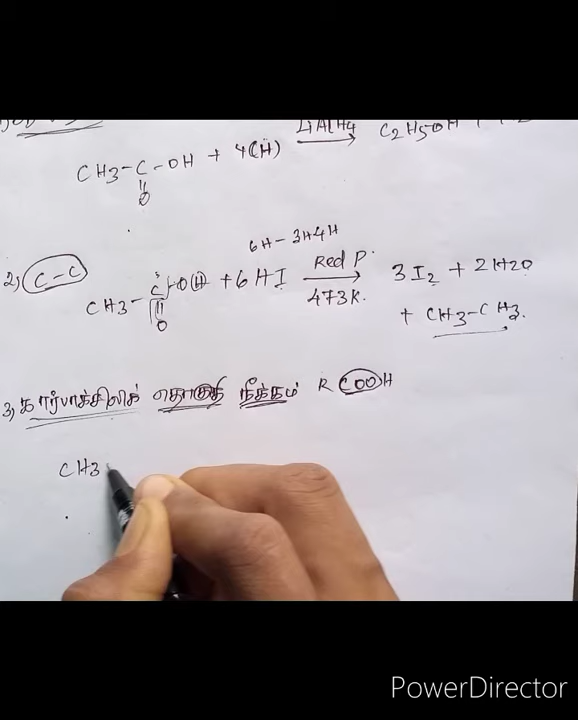 LiAlH4 C2H5OH +
CH3-C-OH + 4(H) →
O
6H - 3H4H
2) C-C CH3-C-OH + 6HI Red P. → 3I2 + 2H2O
O 473K. + CH3-CH3.
3) கார்பாக்சிலிக் தொகுதி நீக்கம் R COOH
CH3
PowerDirector